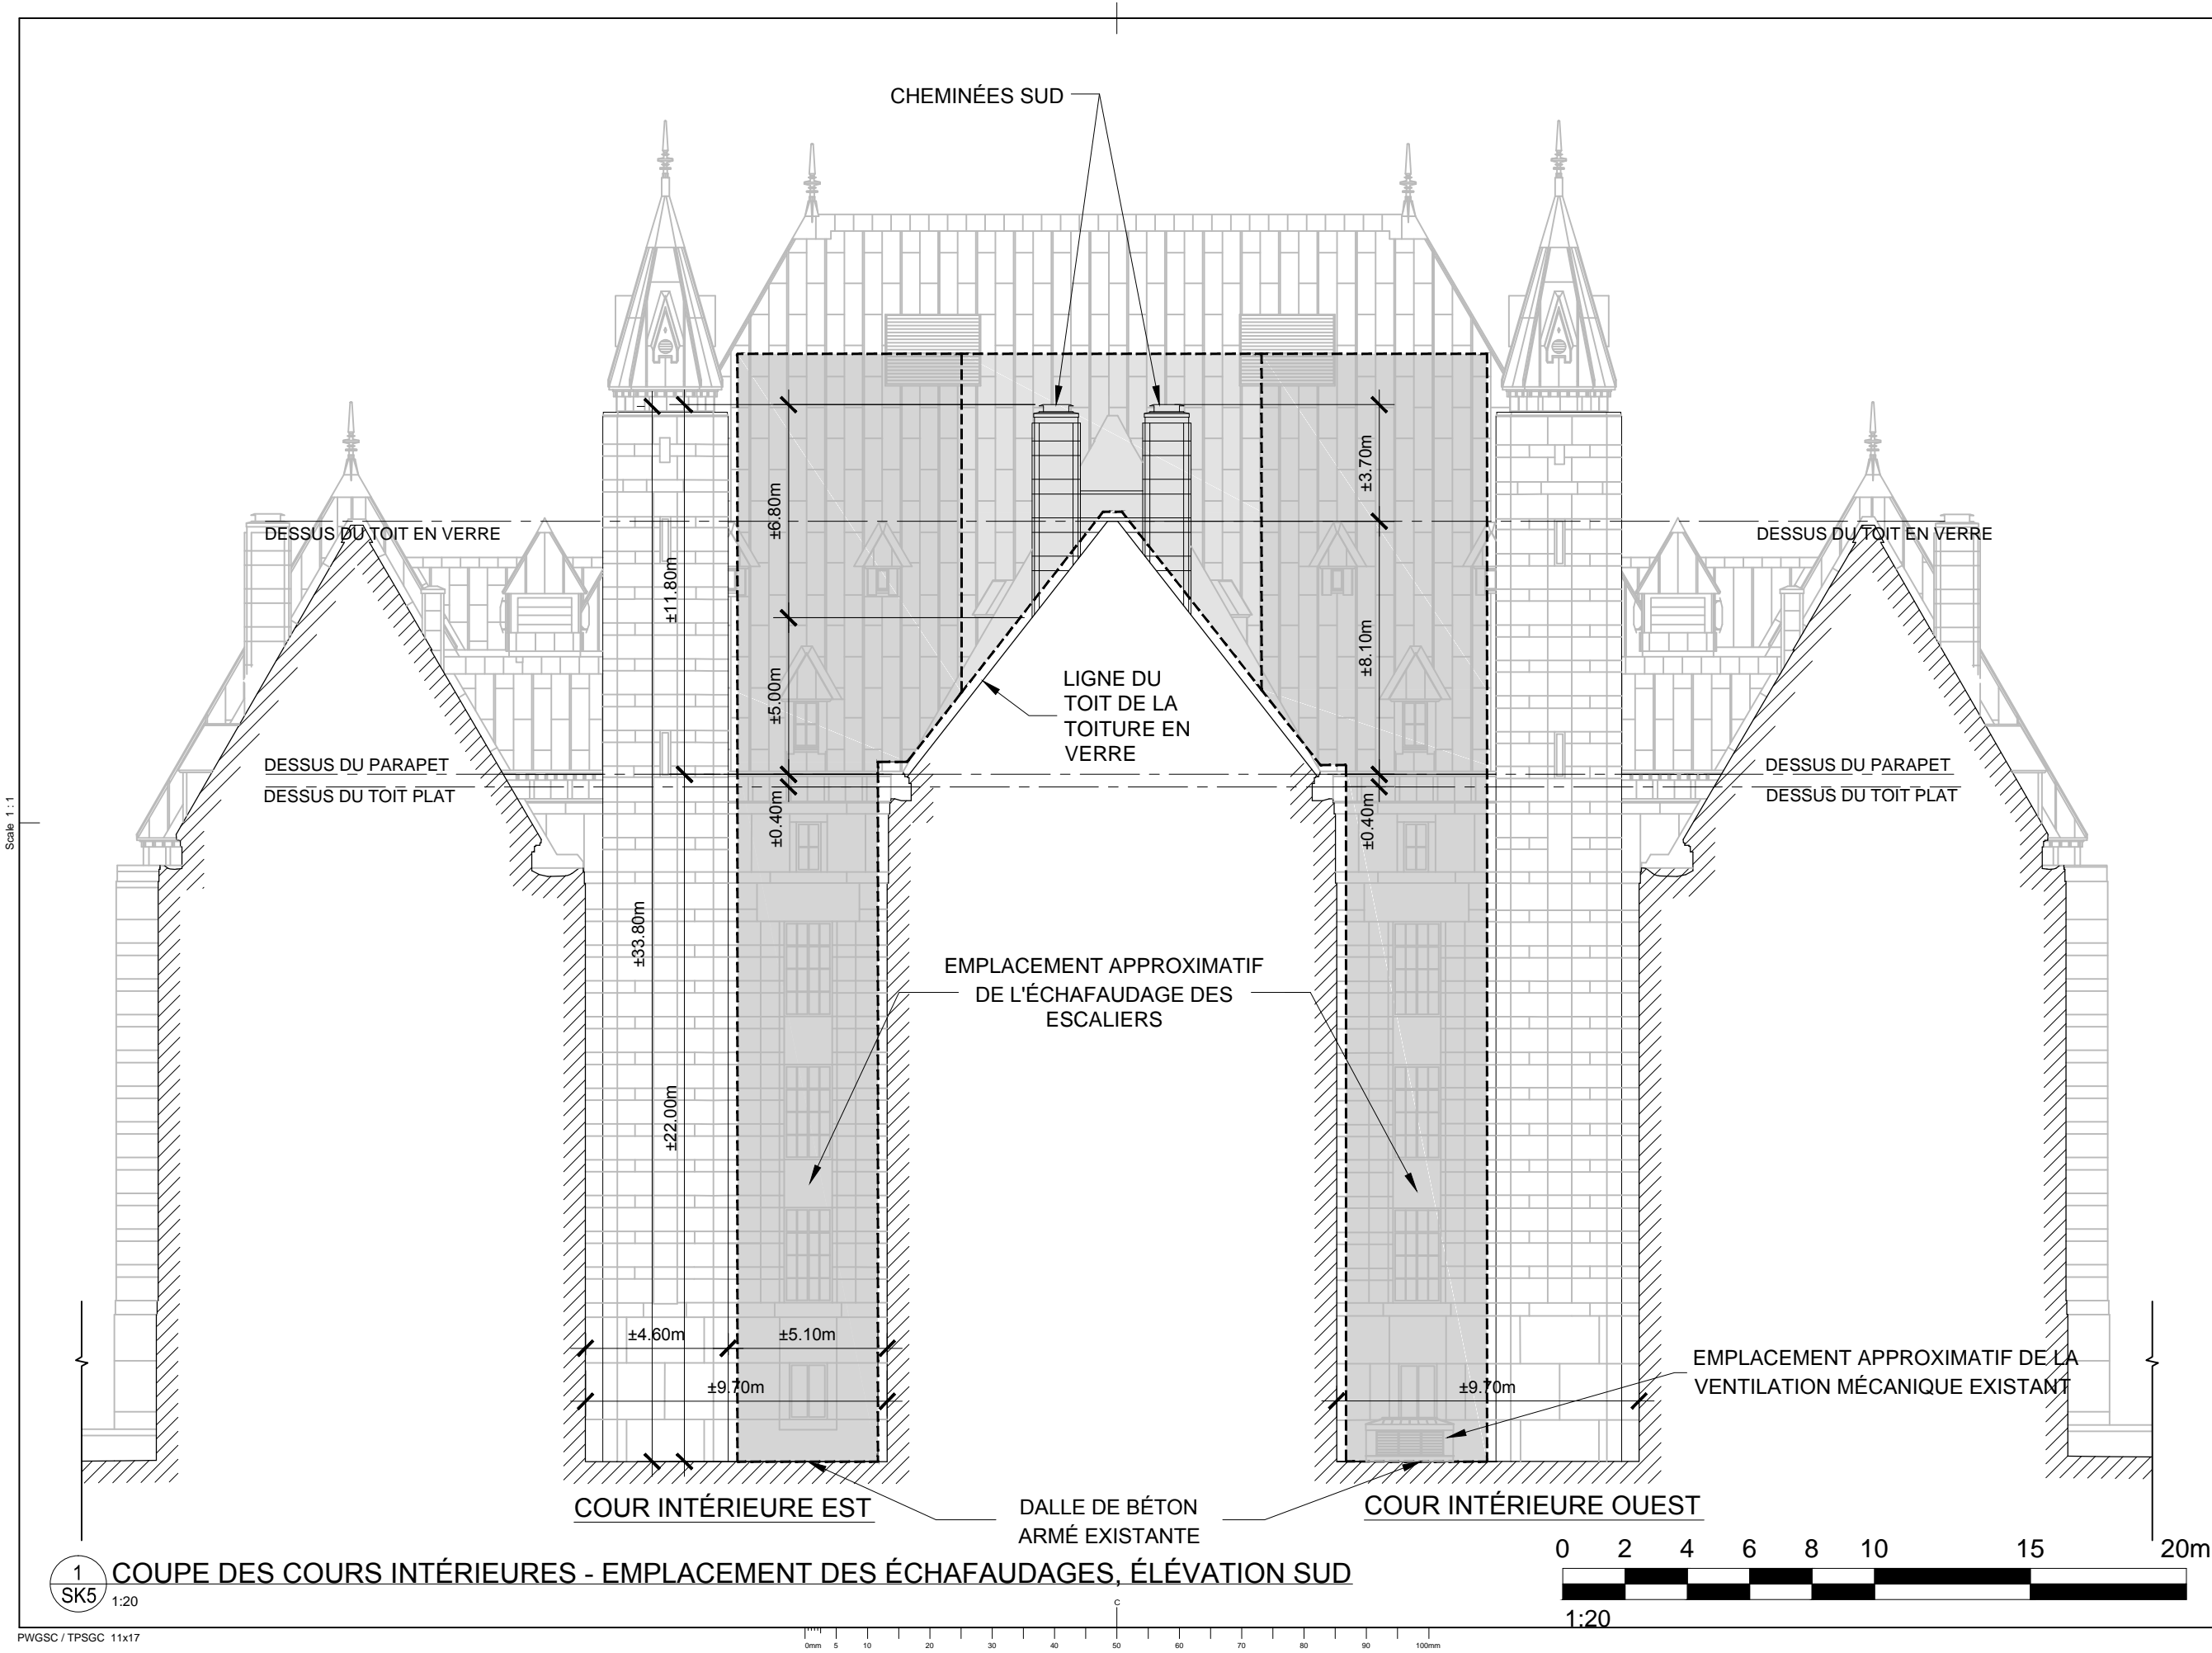 CHEMINÉES SUD
DESSUS DU TOIT EN VERRE
DESSUS DU TOIT EN VERRE
±6.80m
±3.70m
±11.80m
±5.00m
±8.10m
LIGNE DU
TOIT DE LA
TOITURE EN
VERRE
DESSUS DU PARAPET
DESSUS DU TOIT PLAT
DESSUS DU PARAPET
DESSUS DU TOIT PLAT
±0.40m
±0.40m
Scale 1:1
±33.80m
EMPLACEMENT APPROXIMATIF
DE L'ÉCHAFAUDAGE DES
ESCALIERS
±22.00m
±4.60m
±5.10m
±9.70m
±9.70m
EMPLACEMENT APPROXIMATIF DE LA
VENTILATION MÉCANIQUE EXISTANT
COUR INTÉRIEURE EST
COUR INTÉRIEURE OUEST
DALLE DE BÉTON
ARMÉ EXISTANTE
1
SK5
COUPE DES COURS INTÉRIEURES - EMPLACEMENT DES ÉCHAFAUDAGES, ÉLÉVATION SUD
1:20
0 2 4 6 8 10 15 20m
1:20
C
PWGSC / TPSGC 11x17
0mm 5 10 20 30 40 50 60 70 80 90 100mm